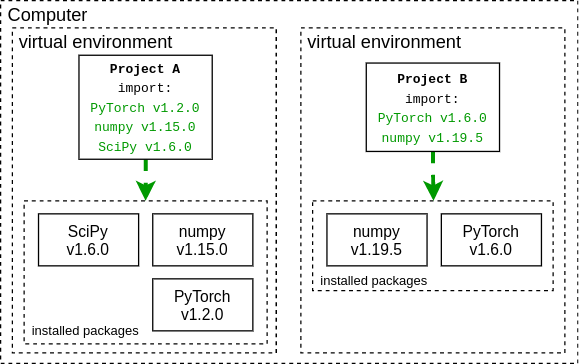 Computer
virtual environment
Project A
import:
PyTorch v1.2.0
numpy v1.15.0
SciPy v1.6.0
SciPy
v1.6.0
numpy
v1.15.0
PyTorch
v1.2.0
installed packages
virtual environment
Project B
import:
PyTorch v1.6.0
numpy v1.19.5
numpy
v1.19.5
PyTorch
v1.6.0
installed packages